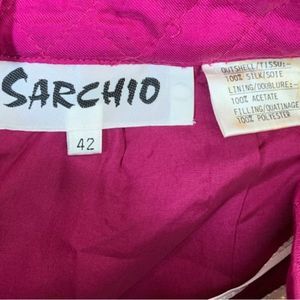 SARCHIO
42
OUTSHELL/TISSU:-
100% SILK/SOIE
LINING/DOUBLURE:-
100% ACETATE
FILLING/QUATINAGE
100% POLYESTER